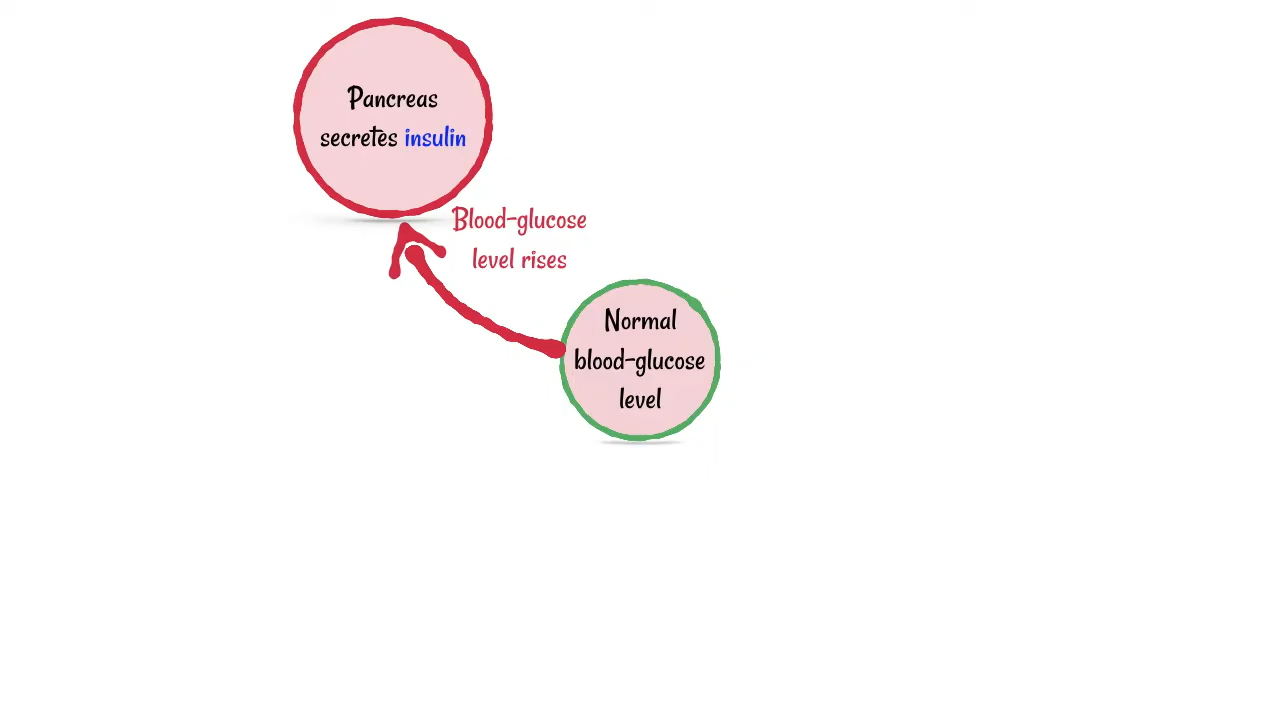 Pancreas
secretes insulin
Blood-glucose
level rises
Normal
blood-glucose
level